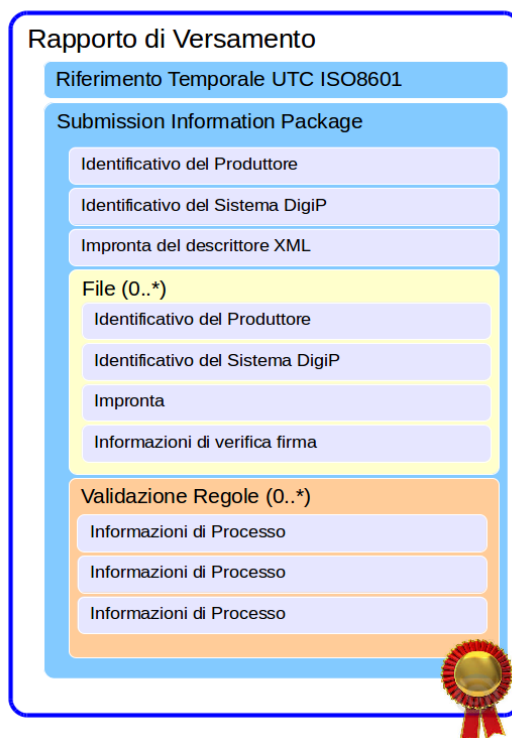 Rapporto di Versamento
Riferimento Temporale UTC ISO8601
Submission Information Package
Identificativo del Produttore
Identificativo del Sistema DigiP
Impronta del descrittore XML
File (0..*)
Identificativo del Produttore
Identificativo del Sistema DigiP
Impronta
Informazioni di verifica firma
Validazione Regole (0..*)
Informazioni di Processo
Informazioni di Processo
Informazioni di Processo